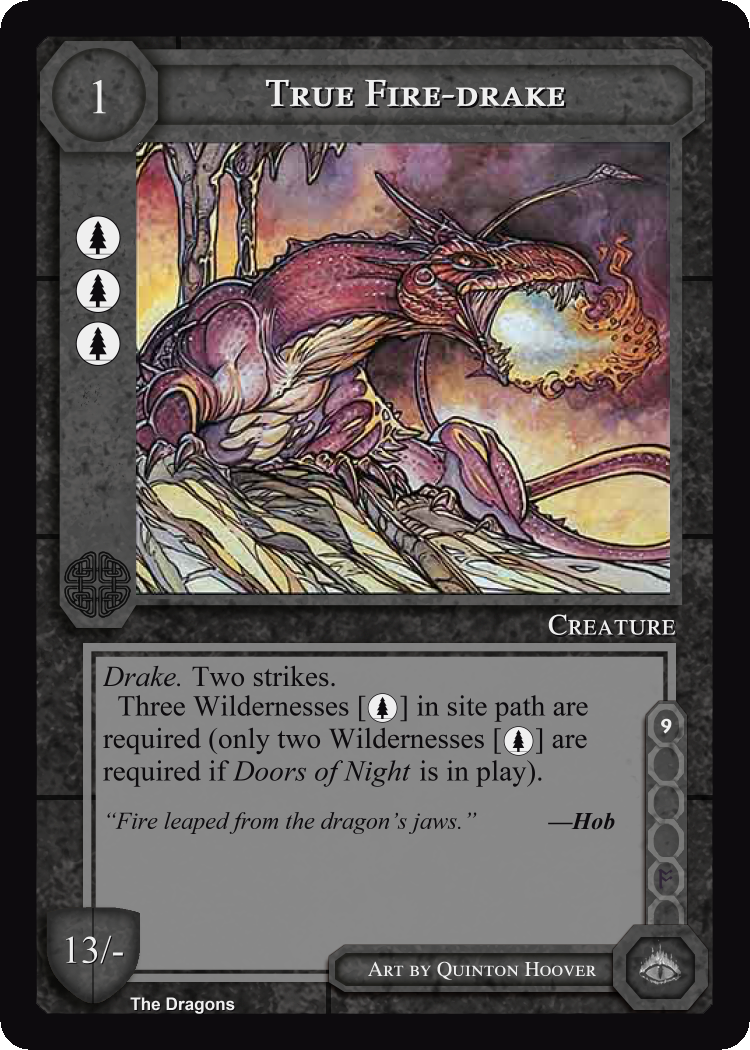 1
True Fire-drake
Creature
Drake. Two strikes.
Three Wildernesses [ ] in site path are
required (only two Wildernesses [ ] are
required if Doors of Night is in play).
“Fire leaped from the dragon’s jaws.” —Hob
9
13/-
Art by Quinton Hoover
The Dragons